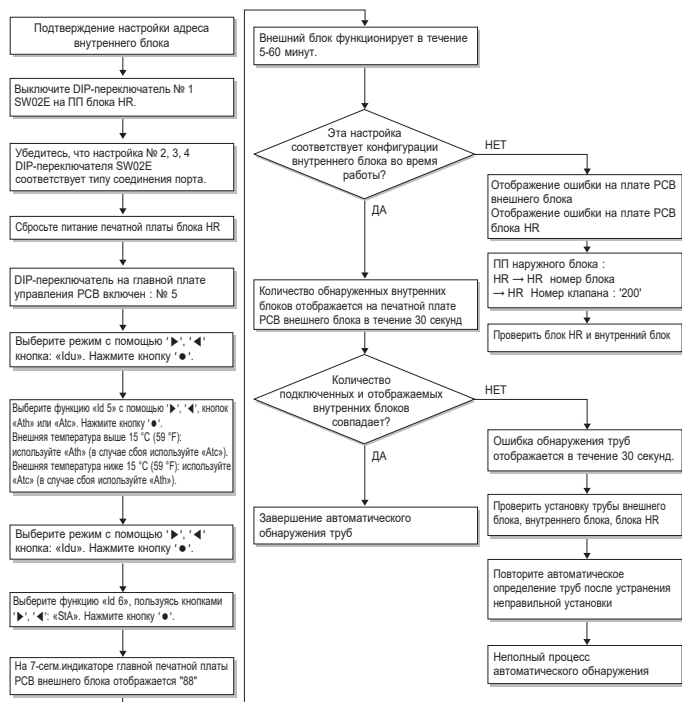 Подтверждение настройки адреса
внутреннего блока
Выключите DIP-переключатель № 1
SW02E на ПП блока HR.
Убедитесь, что настройка № 2, 3, 4
DIP-переключателя SW02E
соответствует типу соединения порта.
Сбросьте питание печатной платы блока HR
DIP-переключатель на главной плате
управления PCB включен : № 5
Выберите режим с помощью ‘▶’, ‘◀’
кнопка: «Idu». Нажмите кнопку ‘●’.
Выберите функцию «Id 5» с помощью ‘▶’, ‘◀’, кнопок
«Ath» или «Atc». Нажмите кнопку ‘●’.
Внешняя температура выше 15 °C (59 °F):
используйте «Ath» (в случае сбоя используйте «Atc»).
Внешняя температура ниже 15 °C (59 °F): используйте
«Atc» (в случае сбоя используйте «Ath»).
Выберите режим с помощью ‘▶’, ‘◀’
кнопка: «Idu». Нажмите кнопку ‘●’.
Выберите функцию «Id 6», пользуясь кнопками
‘▶’, ‘◀’: «StA». Нажмите кнопку ‘●’.
На 7-сегм.индикаторе главной печатной платы
PCB внешнего блока отображается "88"
Внешний блок функционирует в течение
5-60 минут.
Эта настройка
соответствует конфигурации
внутреннего блока во время
работы?
НЕТ
ДА
Отображение ошибки на плате PCB
внешнего блока
Отображение ошибки на плате PCB
блока HR
ПП наружного блока :
HR → HR номер блока
→ HR Номер клапана : '200'
Проверить блок HR и внутренний блок
Количество обнаруженных внутренних
блоков отображается на печатной плате
PCB внешнего блока в течение 30 секунд
Количество
подключенных и отображаемых
внутренних блоков
совпадает?
НЕТ
ДА
Завершение автоматического
обнаружения труб
Ошибка обнаружения труб
отображается в течение 30 секунд.
Проверить установку трубы внешнего
блока, внутреннего блока, блока HR
Повторите автоматическое
определение труб после устранения
неправильной установки
Неполный процесс
автоматического обнаружения